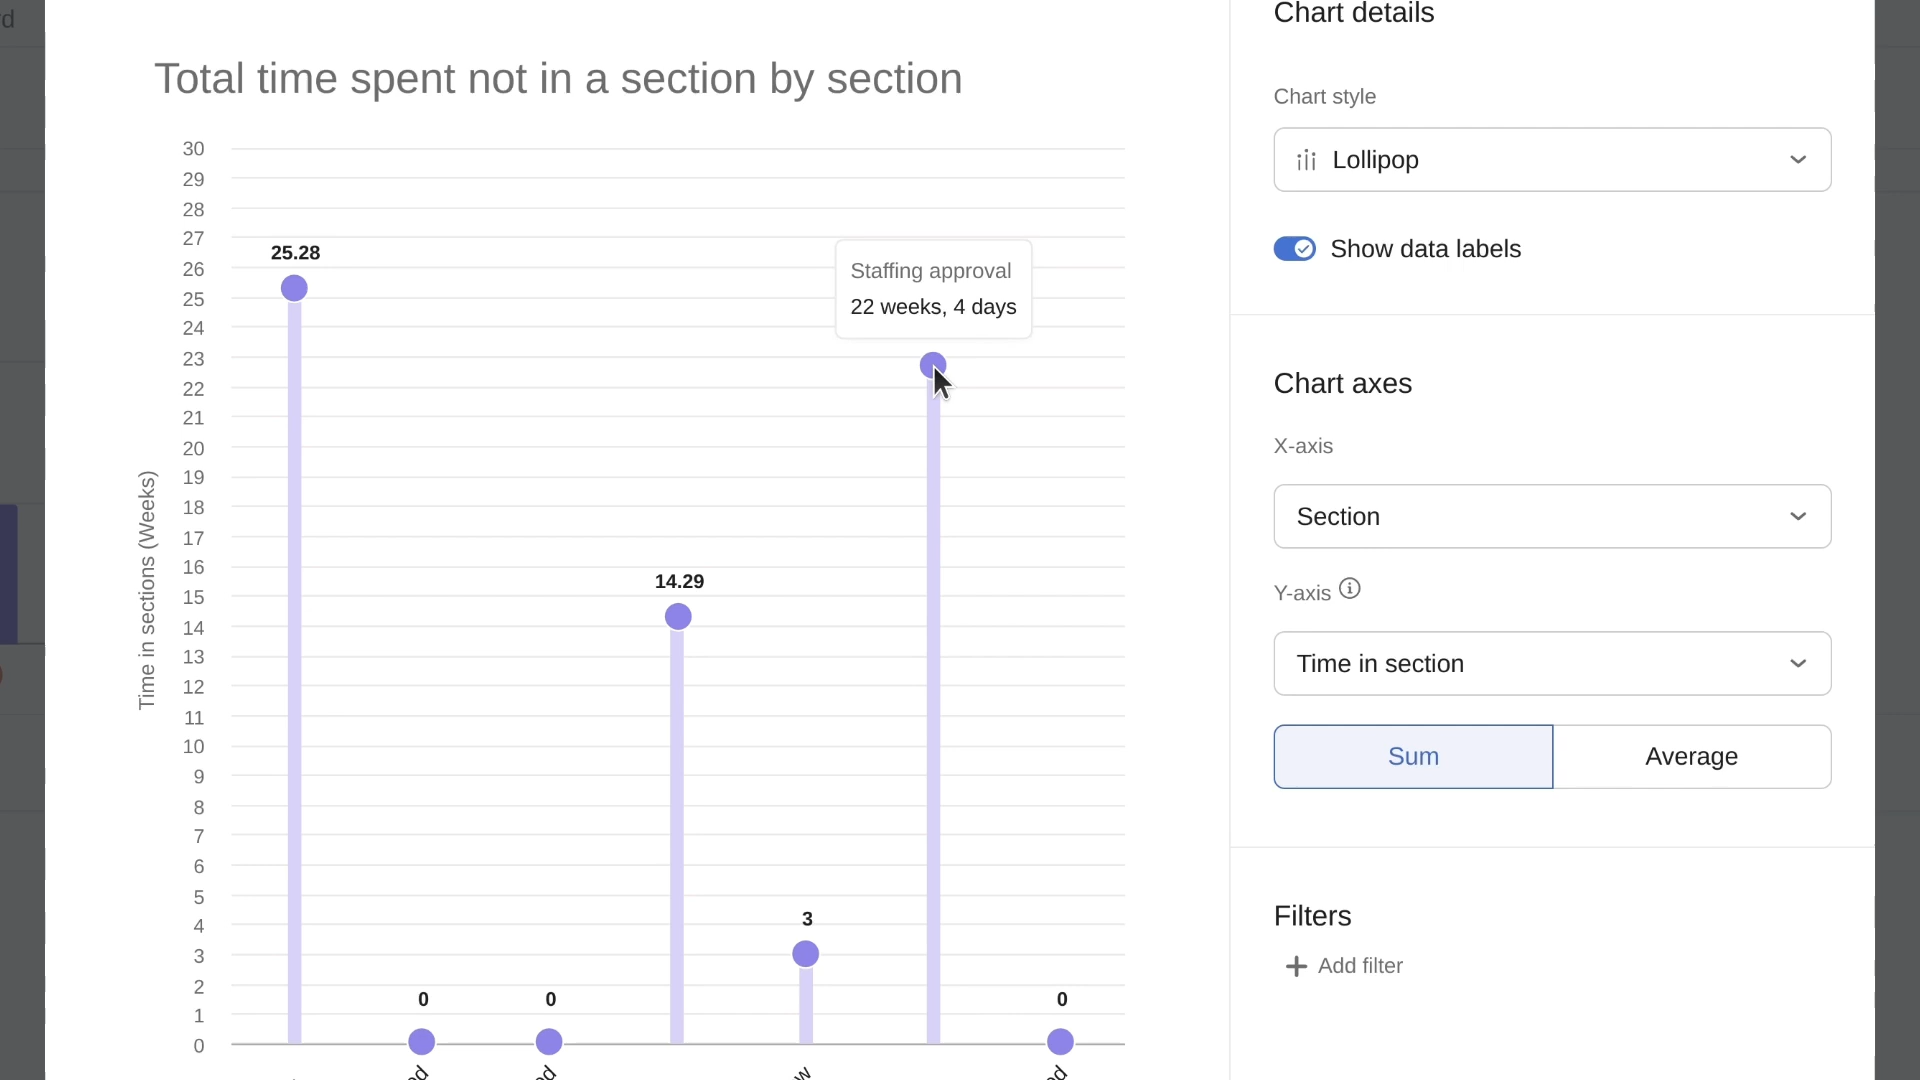 Total time spent not in a section by section
Time in sections (Weeks)
30
29
28
27
26
25
24
23
22
21
20
19
18
17
16
15
14
13
12
11
10
9
8
7
6
5
4
3
2
1
0
25.28
0
0
14.29
3
Staffing approval
22 weeks, 4 days
0
Chart details
Chart style
Lollipop
Show data labels
Chart axes
X-axis
Section
Y-axis
Time in section
Sum
Average
Filters
Add filter